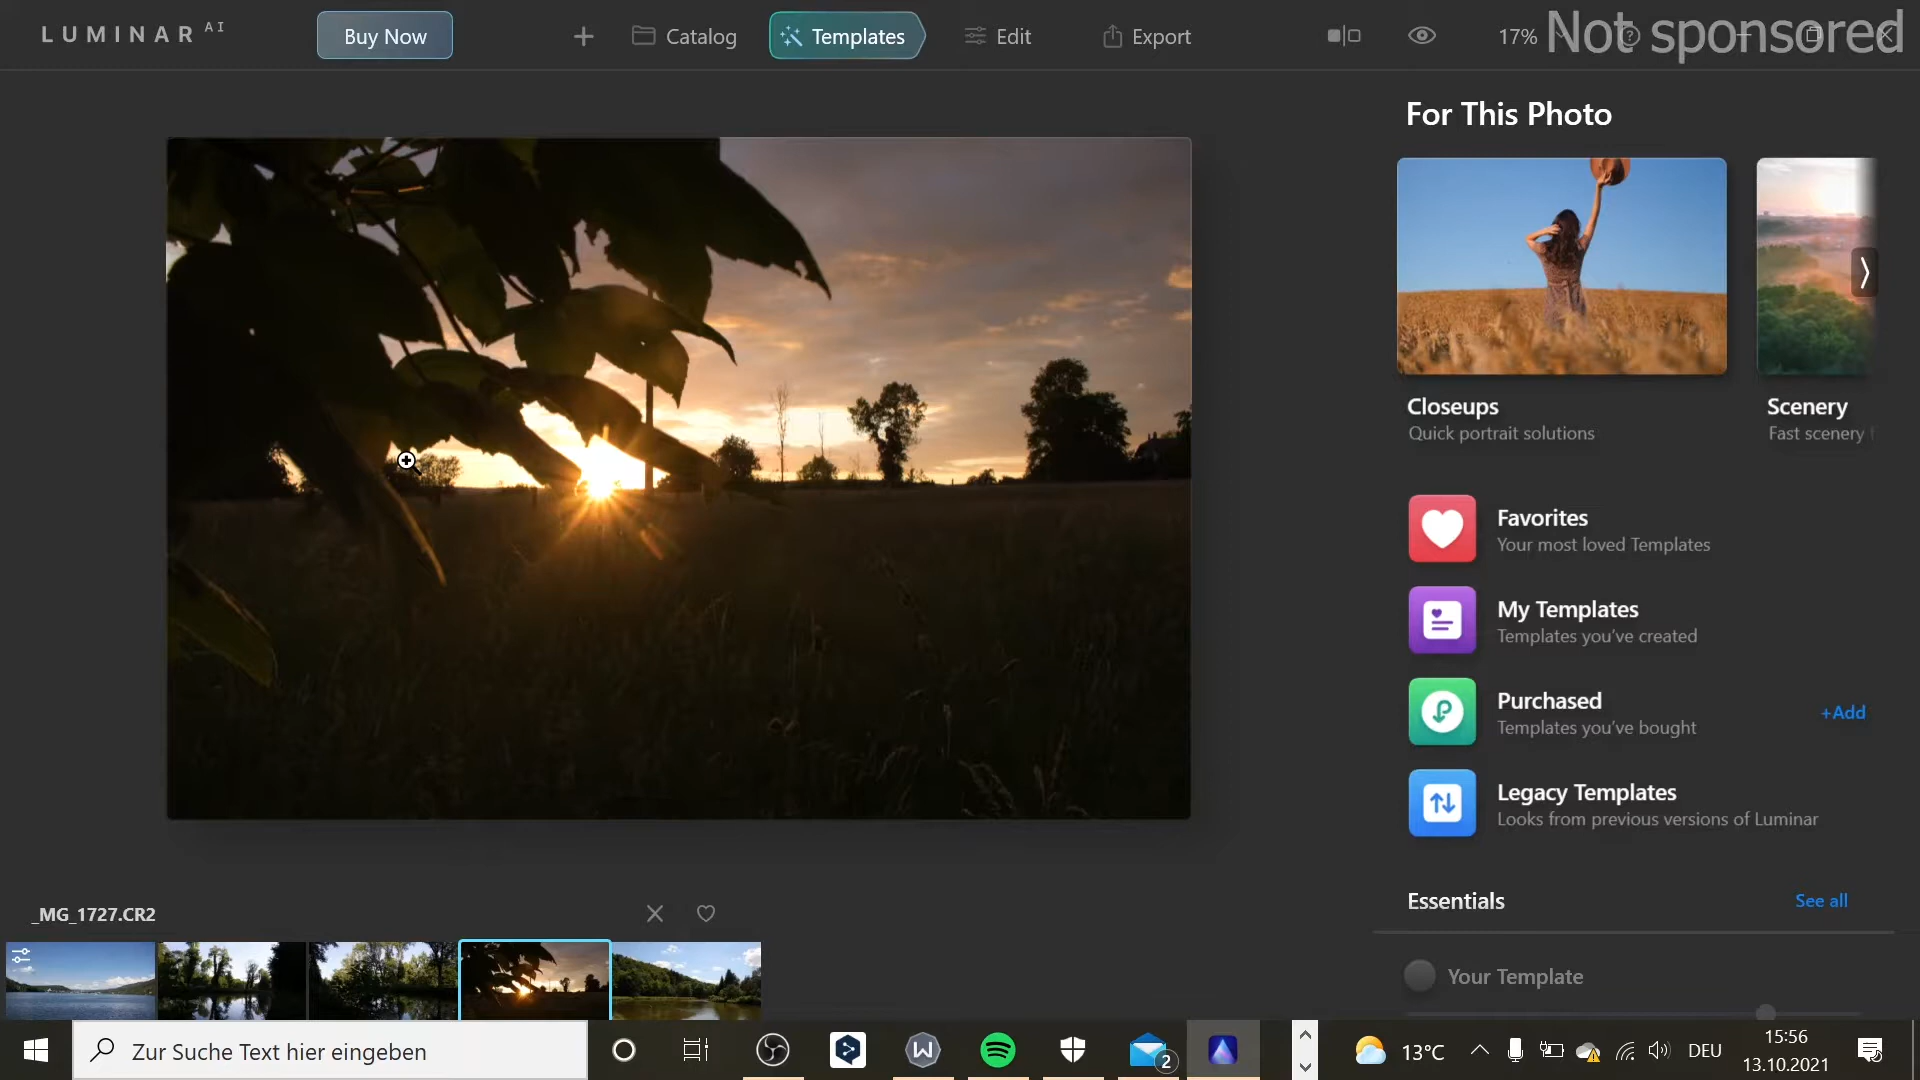 LUMINAR AI
Buy Now
Catalog
Templates
Edit
Export
17%
Not sponsored
For This Photo
Closeups
Quick portrait solutions
Scenery
Fast scenery
Favorites
Your most loved Templates
My Templates
Templates you've created
Purchased
Templates you've bought
+Add
Legacy Templates
Looks from previous versions of Luminar
Essentials
See all
Your Template
_MG_1727.CR2
Zur Suche Text hier eingeben
2
13°C
DEU
15:56
13.10.2021